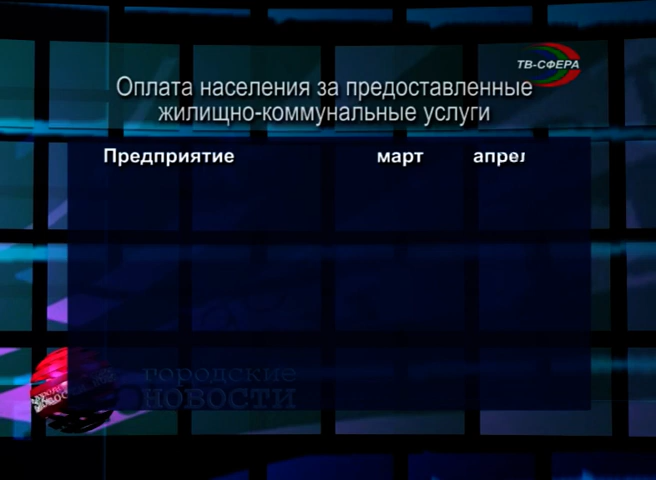 ТВ-СФЕРА
Оплата населения за предоставленные
жилищно-коммунальные услуги
Предприятие март апрел
городские
НОВОСТИ